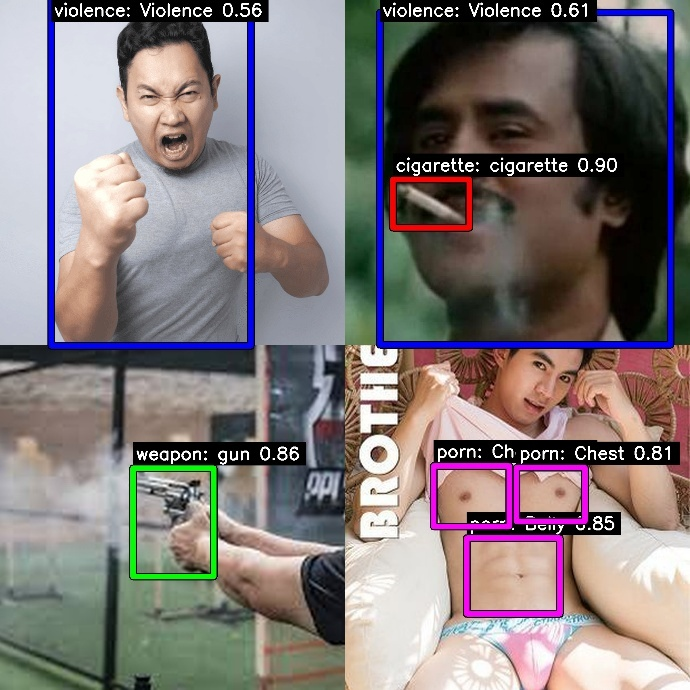 violence: Violence 0.56
violence: Violence 0.61
cigarette: cigarette 0.90
weapon: gun 0.86
BROTHE
porn: Ch
porn: Chest 0.81
porn: Belly 0.85